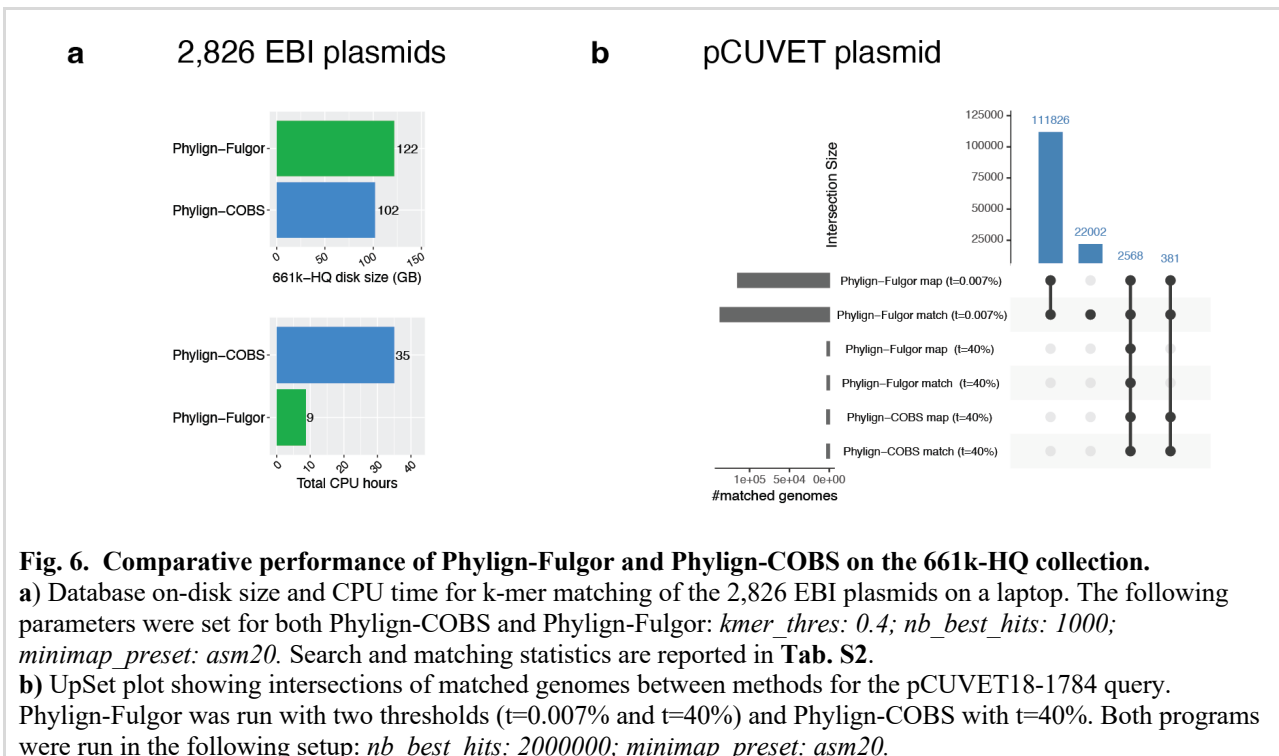 a 2,826 EBI plasmids
Phylign–Fulgor
122
Phylign–COBS
102
0 50 100 150
661k–HQ disk size (GB)
Phylign–COBS
35
Phylign–Fulgor
9
0 10 20 30 40
Total CPU hours
b pCUVET plasmid
Intersection Size
125000
100000
75000
50000
25000
111826
22002
2568
381
Phylign–Fulgor map (t=0.007%)
Phylign–Fulgor match (t=0.007%)
Phylign–Fulgor map (t=40%)
Phylign–Fulgor match (t=40%)
Phylign–COBS map (t=40%)
Phylign–COBS match (t=40%)
1e+05 5e+04 0e+00
#matched genomes
Fig. 6. Comparative performance of Phylign-Fulgor and Phylign-COBS on the 661k-HQ collection.
a) Database on-disk size and CPU time for k-mer matching of the 2,826 EBI plasmids on a laptop. The following
parameters were set for both Phylign-COBS and Phylign-Fulgor: kmer_thres: 0.4; nb_best_hits: 1000;
minimap_preset: asm20. Search and matching statistics are reported in Tab. S2.
b) UpSet plot showing intersections of matched genomes between methods for the pCUVET18-1784 query.
Phylign-Fulgor was run with two thresholds (t=0.007% and t=40%) and Phylign-COBS with t=40%. Both programs
were run in the following setup: nb_best_hits: 2000000; minimap_preset: asm20.